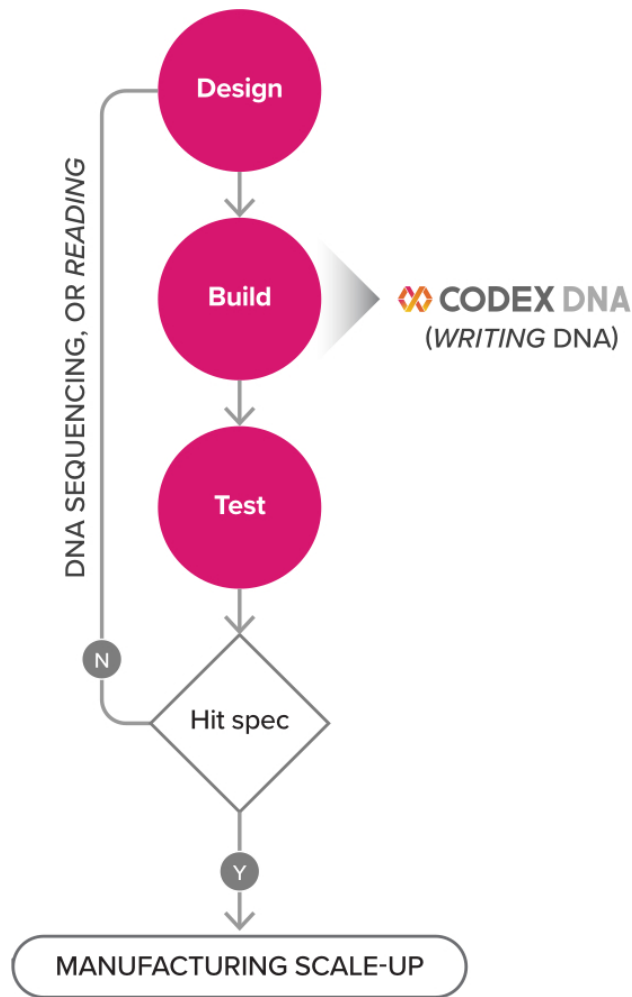 Design
DNA SEQUENCING, OR READING
Build
CODEX DNA
(WRITING DNA)
Test
N
Hit spec
Y
MANUFACTURING SCALE-UP